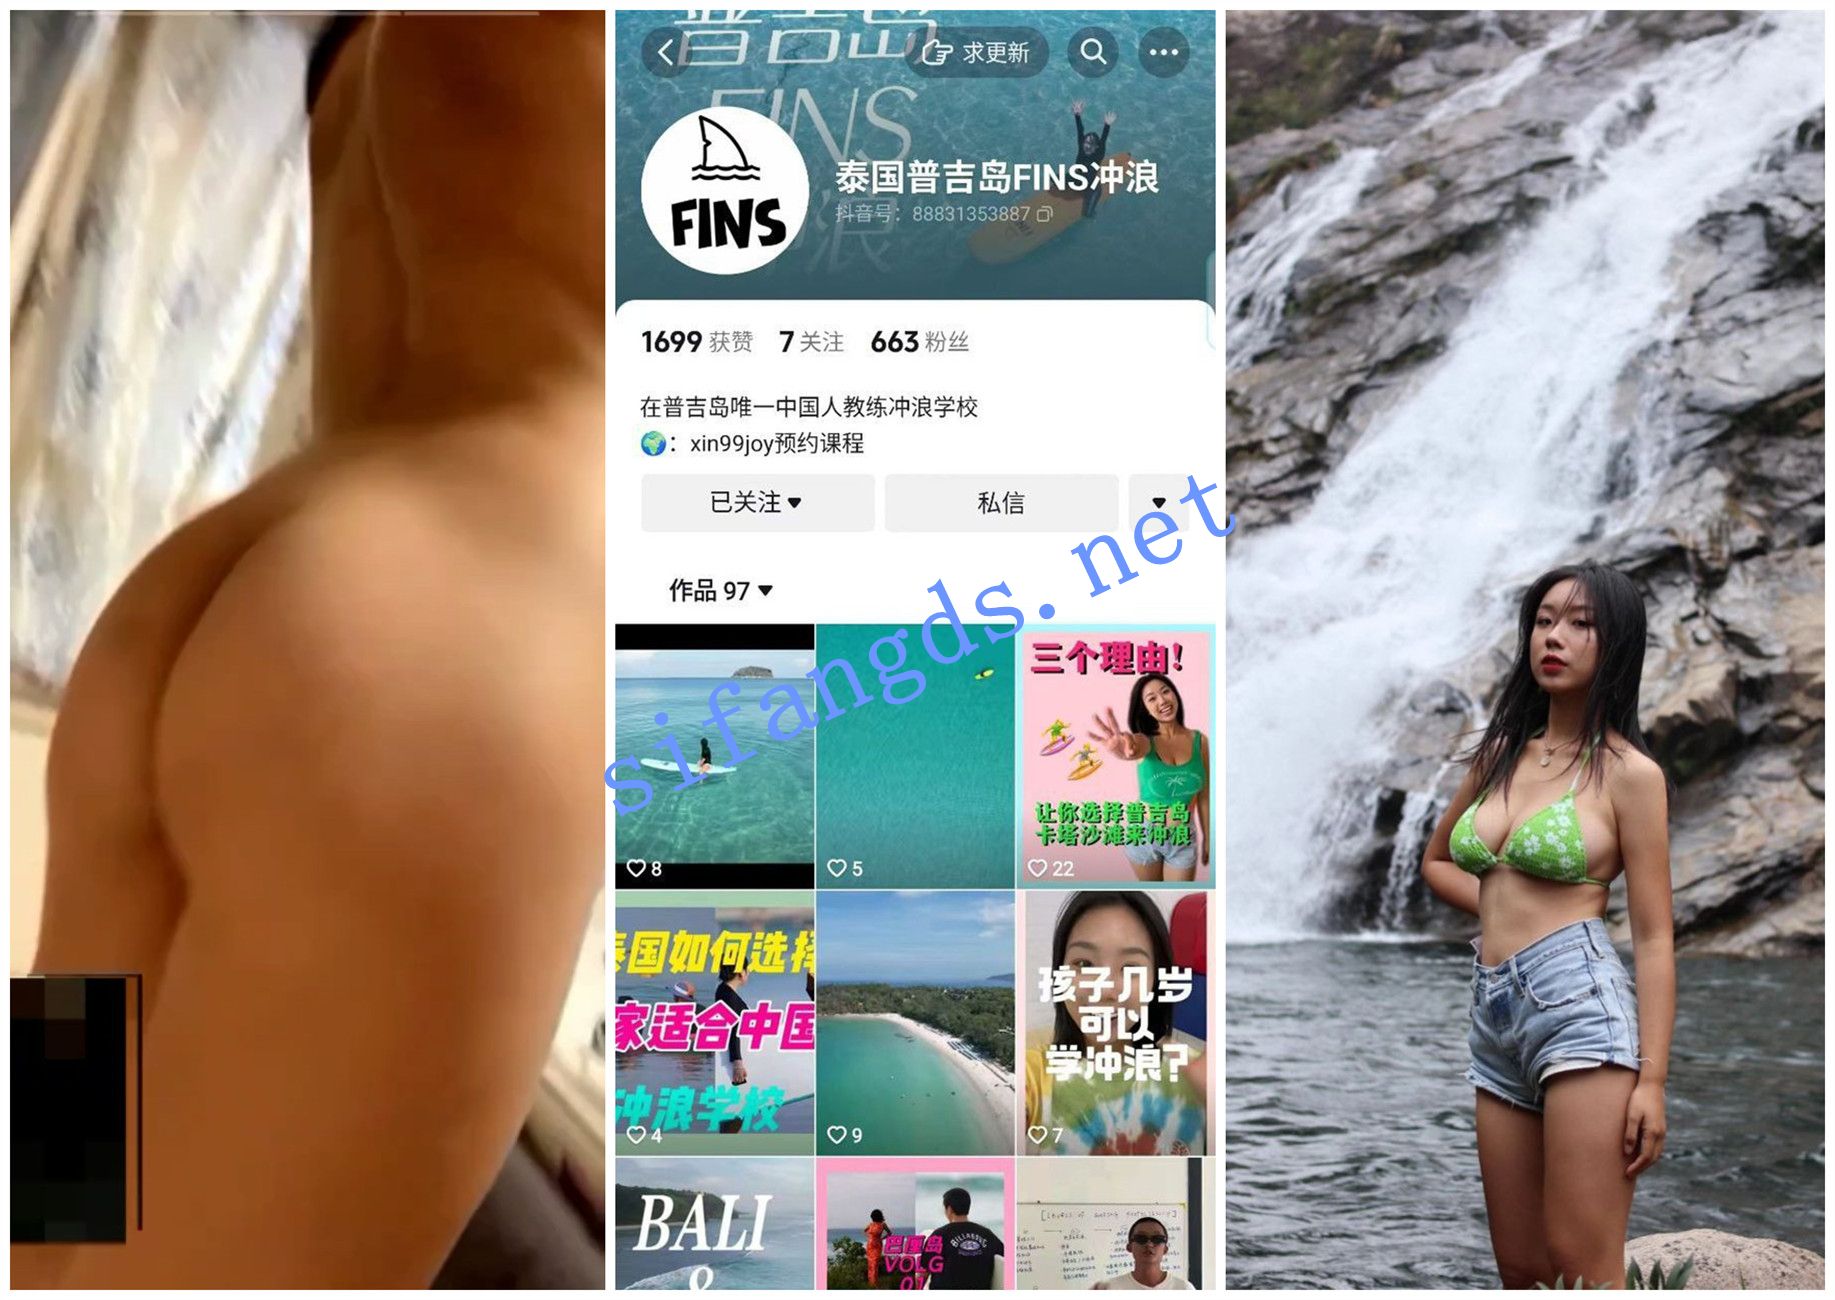 普吉岛
求更新
FINS
冲浪
FINS
泰国普吉岛FINS冲浪
抖音号：88831353887
1699 获赞 7 关注 663 粉丝
在普吉岛唯一中国人教练冲浪学校
：xin99joy预约课程
已关注
私信
作品 97
sifangds.net
8
5
三个理由！
让你选择普吉岛
卡塔沙滩来冲浪
22
泰国如何选择
家适合中国
冲浪学校
4
9
孩子几岁
可以
学冲浪？
7
BALI
&
巴厘岛
VOLG
01
BILLABONG